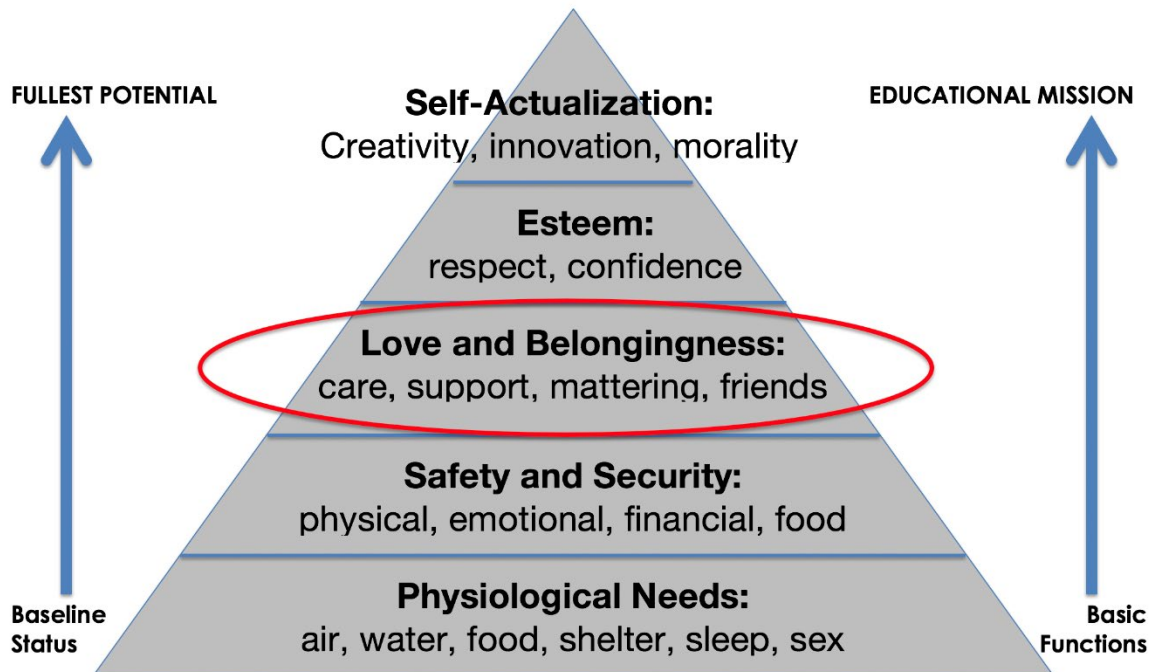 FULLEST POTENTIAL
EDUCATIONAL MISSION
Self-Actualization:
Creativity, innovation, morality
Esteem:
respect, confidence
Love and Belongingness:
care, support, mattering, friends
Safety and Security:
physical, emotional, financial, food
Physiological Needs:
air, water, food, shelter, sleep, sex
Baseline
Status
Basic
Functions